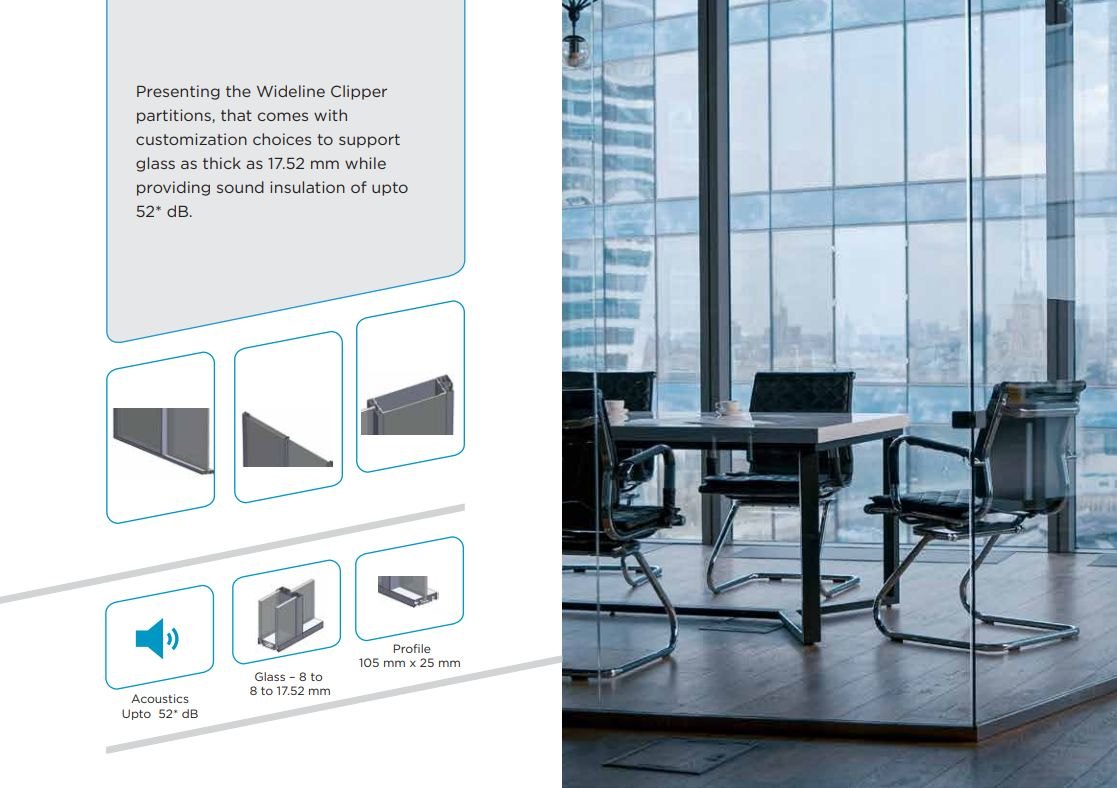 Presenting the Wideline Clipper
partitions, that comes with
customization choices to support
glass as thick as 17.52 mm while
providing sound insulation of upto
52* dB.
Acoustics
Upto 52* dB
Glass – 8 to
8 to 17.52 mm
Profile
105 mm x 25 mm